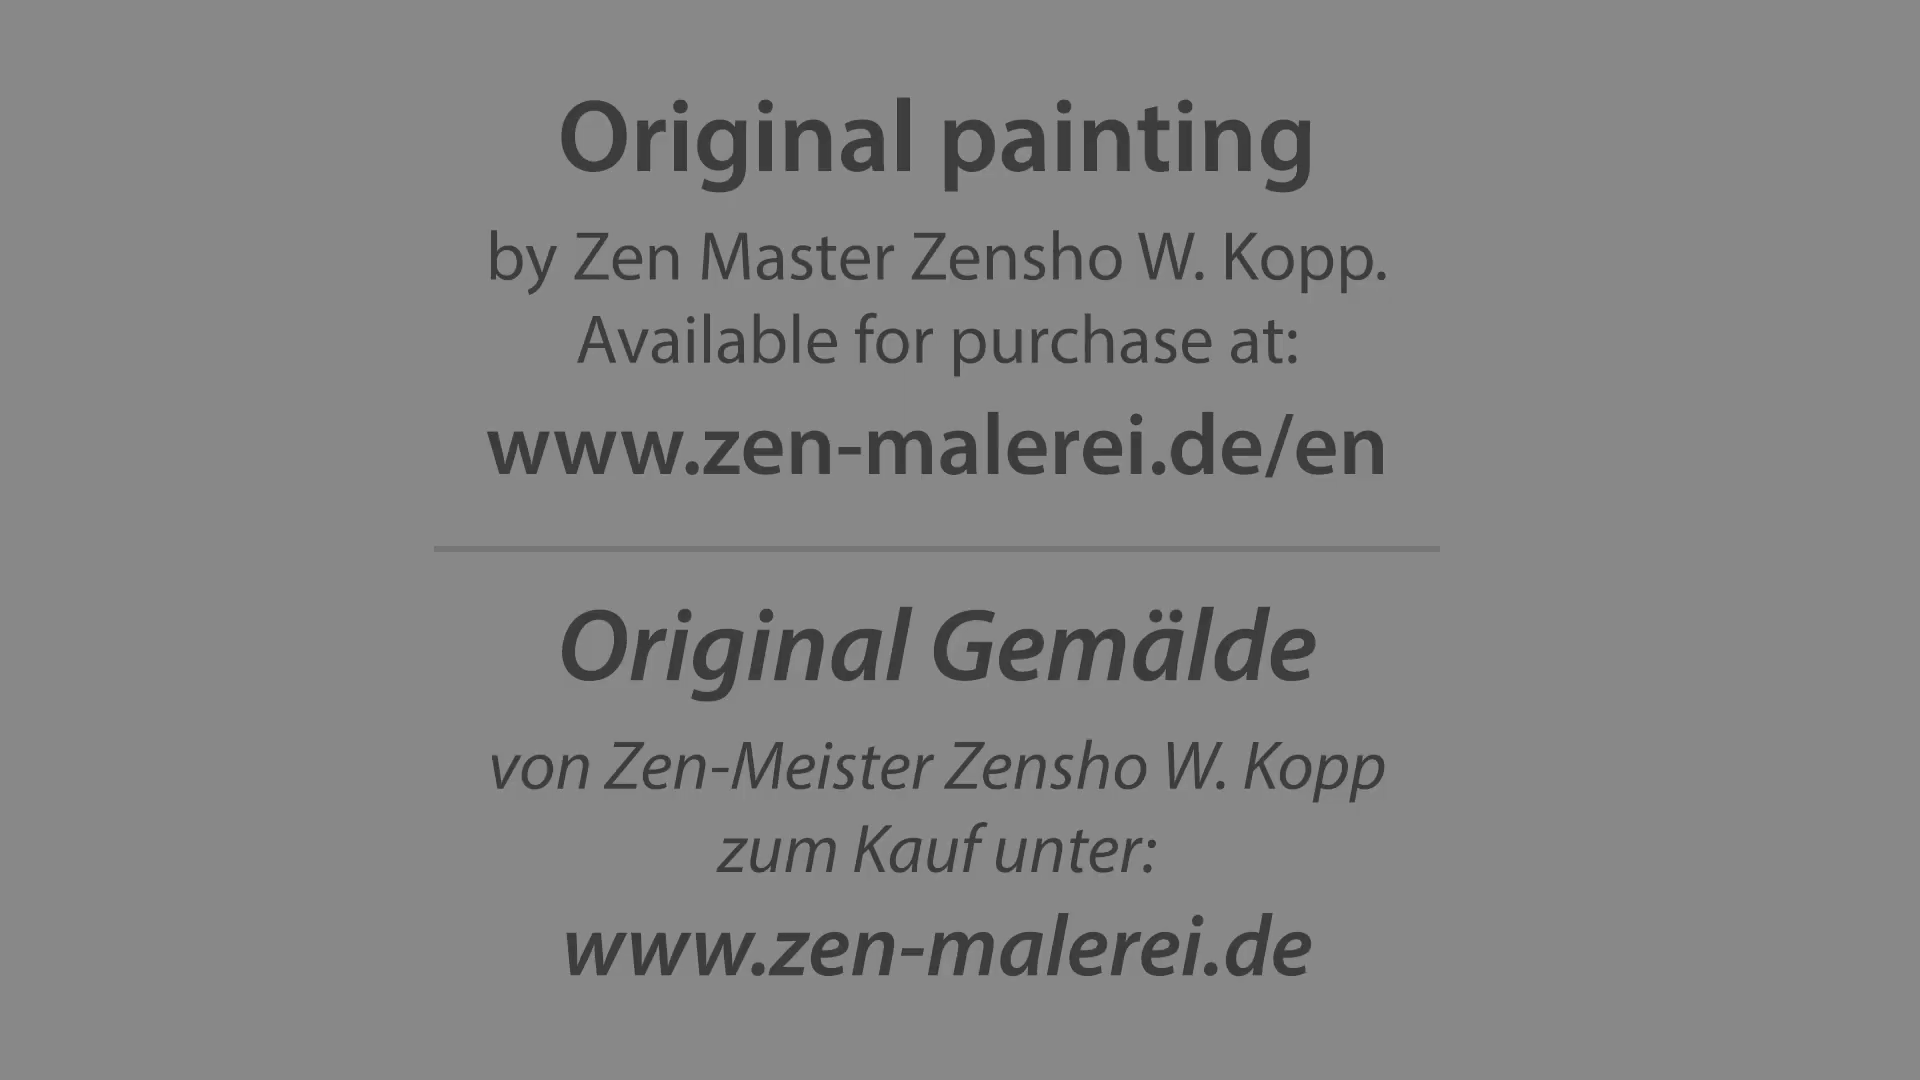 Original painting
by Zen Master Zensho W. Kopp.
Available for purchase at:
www.zen-malerei.de/en
Original Gemälde
von Zen-Meister Zensho W. Kopp
zum Kauf unter:
www.zen-malerei.de